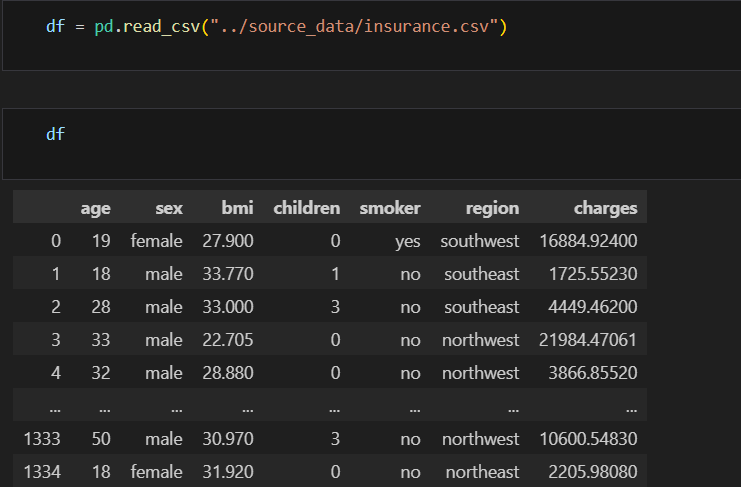 df = pd.read_csv("../source_data/insurance.csv")
df
age sex bmi children smoker region charges
0 19 female 27.900 0 yes southwest 16884.92400
1 18 male 33.770 1 no southeast 1725.55230
2 28 male 33.000 3 no southeast 4449.46200
3 33 male 22.705 0 no northwest 21984.47061
4 32 male 28.880 0 no northwest 3866.85520
... ... ... ... ... ... ... ...
1333 50 male 30.970 3 no northwest 10600.54830
1334 18 female 31.920 0 no northeast 2205.98080